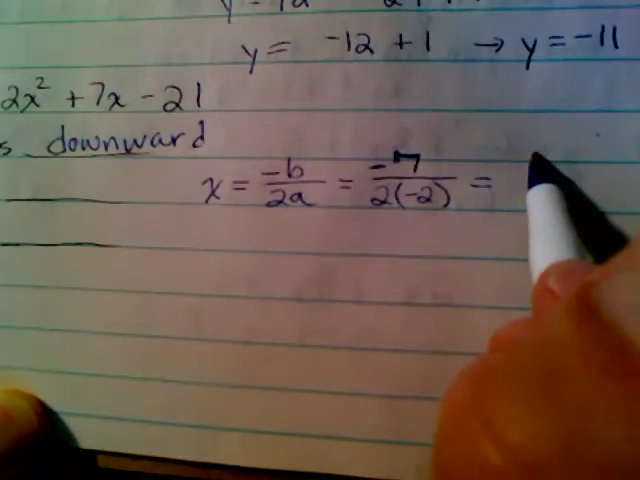 y = -12 + 1 → y = -11
2x² + 7x - 21
s downward
x = -b/2a = -7/2(-2) =